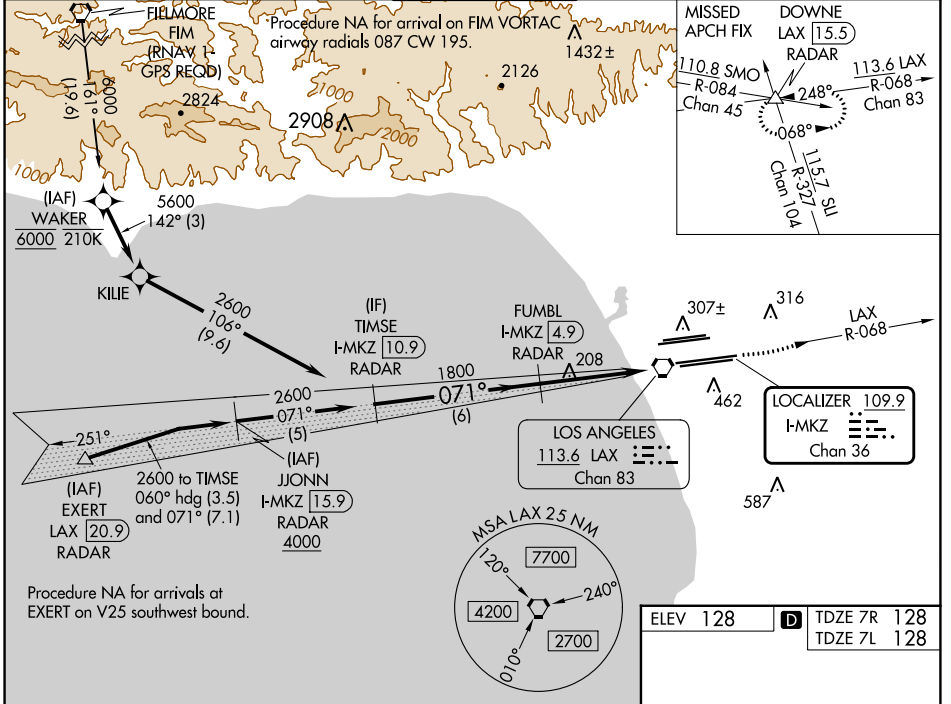 FILLMORE
FIM
(RNAV 1-
GPS REQD)
6000
161°
(19.6)
Procedure NA for arrival on FIM VORTAC
airway radials 087 CW 195.
1432±
2126
1000
2824
2908
2000
1000
MISSED
APCH FIX
DOWNE
LAX 15.5
RADAR
110.8 SMO
R-084
Chan 45
113.6 LAX
R-068
Chan 83
248°
068°
115.7 SLI
R-327
Chan 104
(IAF)
WAKER
6000 210K
5600
142° (3)
KILIE
2600
106°
(9.6)
(IF)
TIMSE
I-MKZ 10.9
RADAR
FUMBL
I-MKZ 4.9
RADAR
208
307±
316
LAX
R-068
462
587
1800
071°
(6)
2600
071°
(5)
251°
(IAF)
EXERT
LAX 20.9
RADAR
2600 to TIMSE
060° hdg (3.5)
and 071° (7.1)
(IAF)
JJONN
I-MKZ 15.9
RADAR
4000
LOS ANGELES
113.6 LAX
Chan 83
LOCALIZER 109.9
I-MKZ
Chan 36
Procedure NA for arrivals at
EXERT on V25 southwest bound.
MSA LAX 25 NM
120°
7700
240°
4200
2700
010°
ELEV 128
D
TDZE 7R 128
TDZE 7L 128